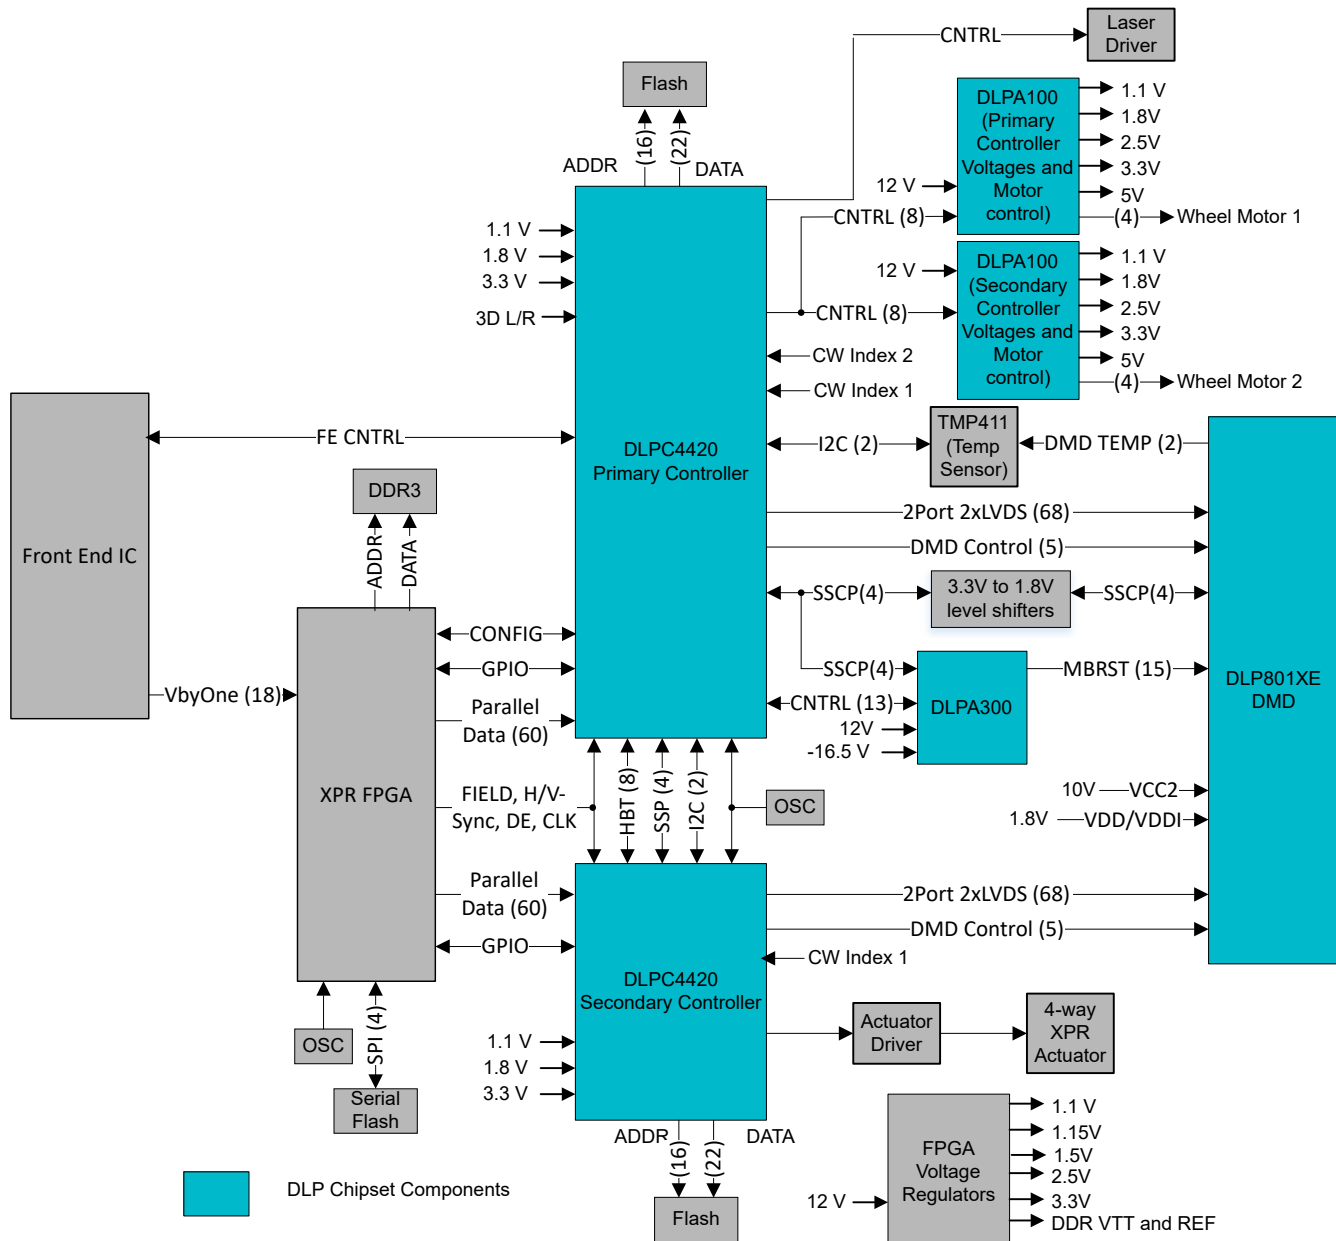 CNTRL
Laser
Driver
Flash
ADDR
(16)
(22)
DATA
DLPA100
(Primary
Controller
Voltages and
Motor
control)
12 V
CNTRL (8)
1.1 V
1.8V
2.5V
3.3V
5V
(4)
Wheel Motor 1
DLPA100
(Secondary
Controller
Voltages and
Motor
control)
12 V
CNTRL (8)
1.1 V
1.8V
2.5V
3.3V
5V
(4)
Wheel Motor 2
1.1 V
1.8 V
3.3 V
3D L/R
CW Index 2
CW Index 1
DLPC4420
Primary Controller
FE CNTRL
Front End IC
I2C (2)
TMP411
(Temp
Sensor)
DMD TEMP (2)
DDR3
ADDR
DATA
2Port 2xLVDS (68)
DMD Control (5)
SSCP(4)
3.3V to 1.8V
level shifters
SSCP(4)
CONFIG
GPIO
VbyOne (18)
Parallel
Data (60)
SSCP(4)
CNTRL (13)
12V
-16.5 V
DLPA300
MBRST (15)
DLP801XE
DMD
XPR FPGA
FIELD, H/V-
Sync, DE, CLK
HBT (8)
SSP (4)
I2C (2)
OSC
10V
VCC2
1.8V
VDD/VDDI
Parallel
Data (60)
GPIO
2Port 2xLVDS (68)
DMD Control (5)
CW Index 1
DLPC4420
Secondary Controller
OSC
SPI (4)
Serial
Flash
1.1 V
1.8 V
3.3 V
Actuator
Driver
4-way
XPR
Actuator
ADDR
(16)
(22)
DATA
Flash
FPGA
Voltage
Regulators
12 V
1.1 V
1.15V
1.5V
2.5V
3.3V
DDR VTT and REF
DLP Chipset Components